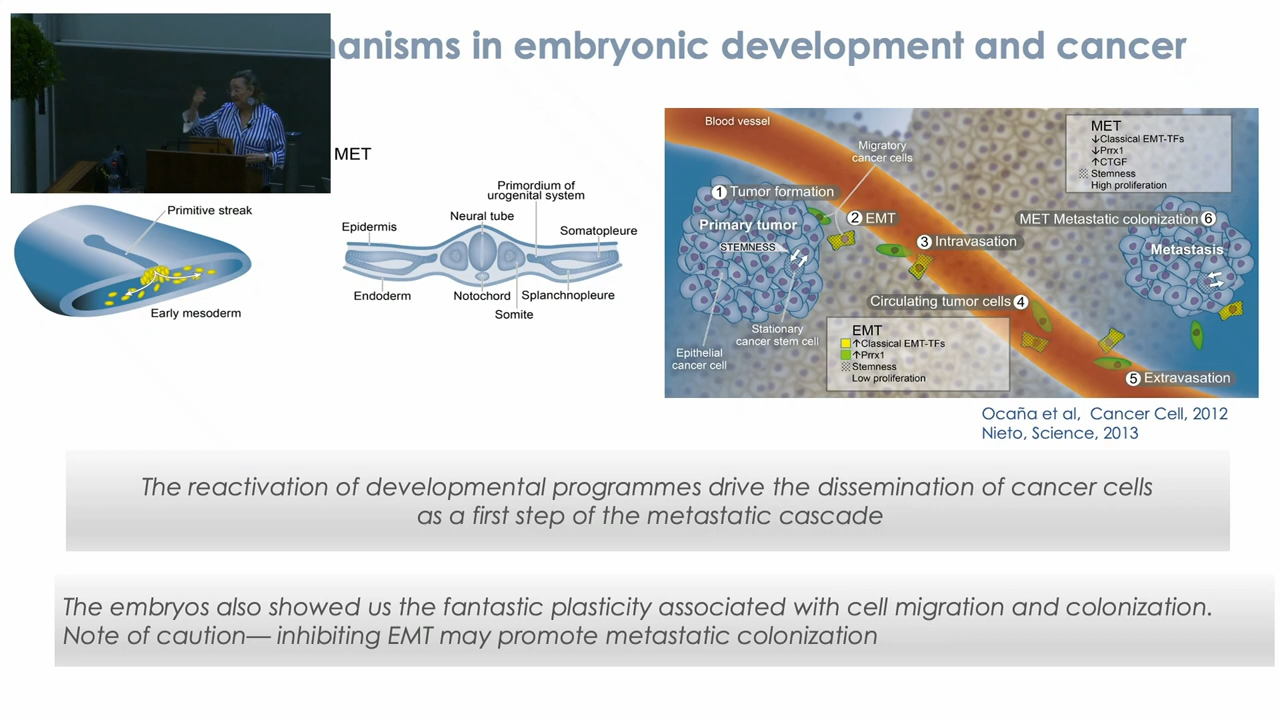 hanisms in embryonic development and cancer
MET
Primitive streak
Early mesoderm
Primordium of
urogenital system
Neural tube
Epidermis
Somatopleure
Endoderm
Notochord
Splanchnopleure
Somite
Blood vessel
Migratory
cancer cells
1 Tumor formation
Primary tumor
STEMNESS
2 EMT
3 Intravasation
Circulating tumor cells 4
Stationary
cancer stem cell
Epithelial
cancer cell
EMT
↑Classical EMT-TFs
↑Prrx1
Stemness
Low proliferation
5 Extravasation
MET
↓Classical EMT-TFs
↓Prrx1
↑CTGF
Stemness
High proliferation
MET Metastatic colonization 6
Metastasis
Ocaña et al, Cancer Cell, 2012
Nieto, Science, 2013
The reactivation of developmental programmes drive the dissemination of cancer cells
as a first step of the metastatic cascade
The embryos also showed us the fantastic plasticity associated with cell migration and colonization.
Note of caution— inhibiting EMT may promote metastatic colonization